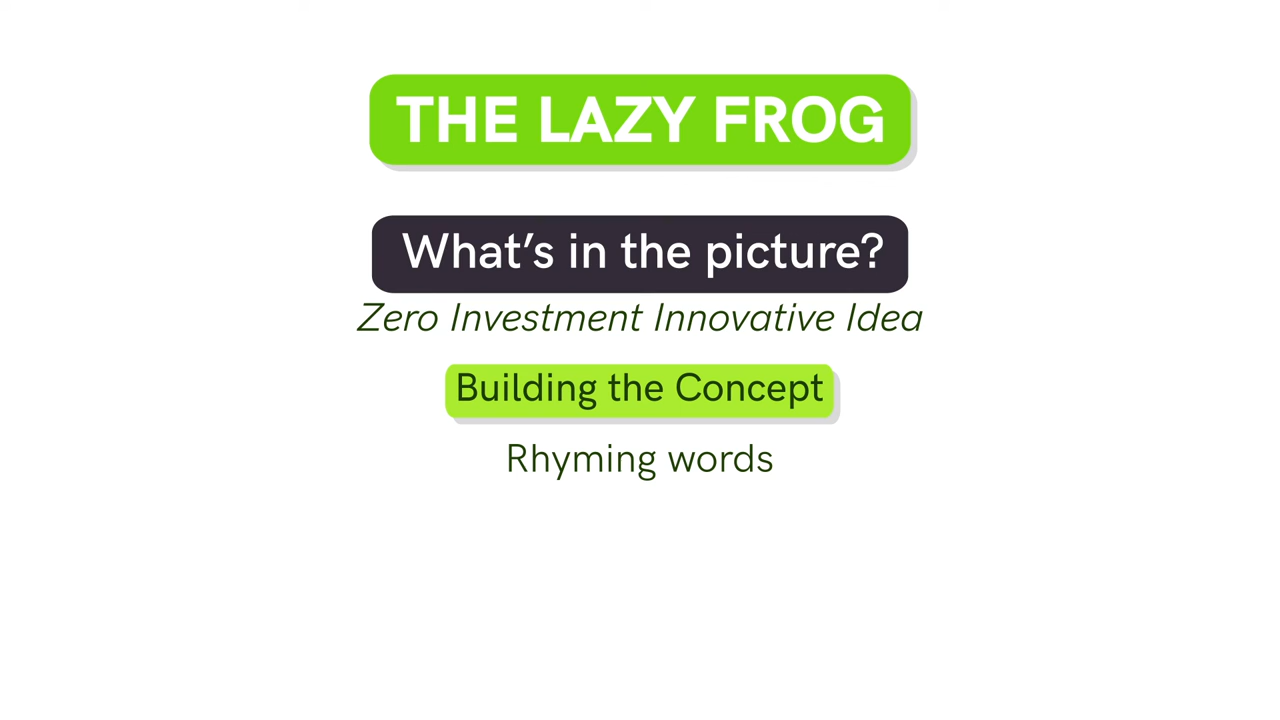 THE LAZY FROG
What's in the picture?
Zero Investment Innovative Idea
Building the Concept
Rhyming words